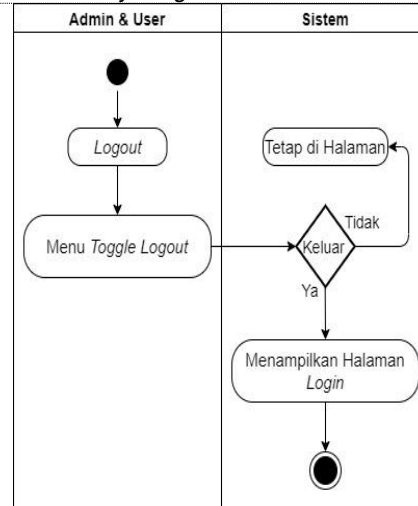 Admin & User
Sistem
Logout
Tetap di Halaman
Menu Toggle Logout
Keluar
Tidak
Ya
Menampilkan Halaman
Login